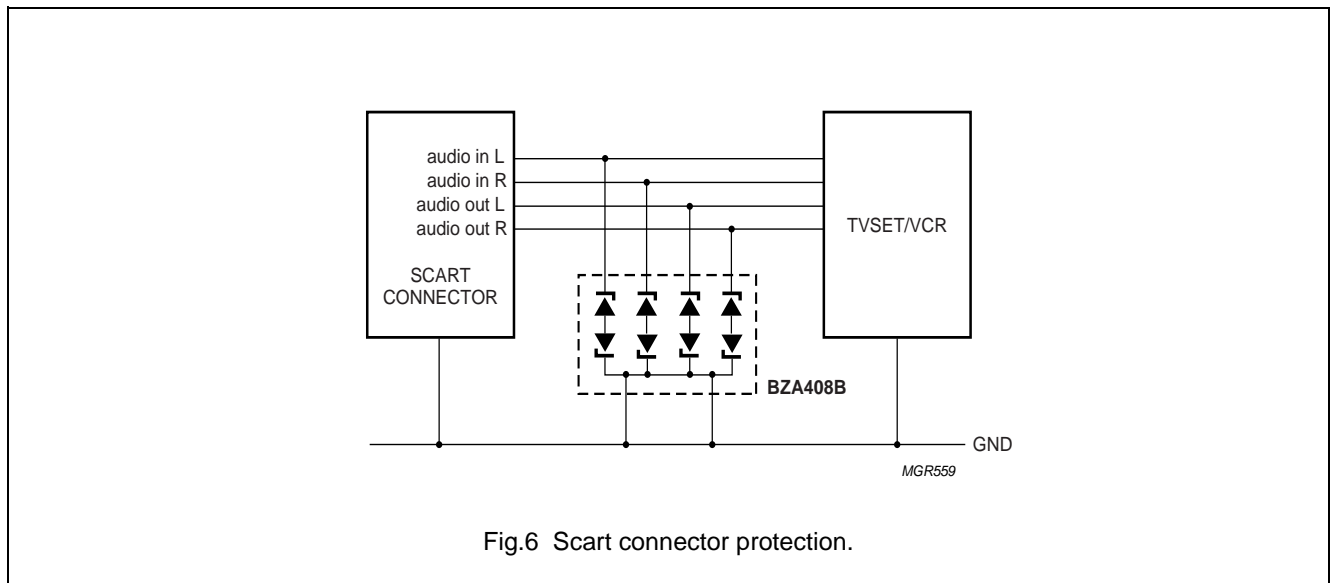 audio in L
audio in R
audio out L
audio out R
SCART
CONNECTOR
TVSET/VCR
BZA408B
GND
MGR559
Fig.6 Scart connector protection.